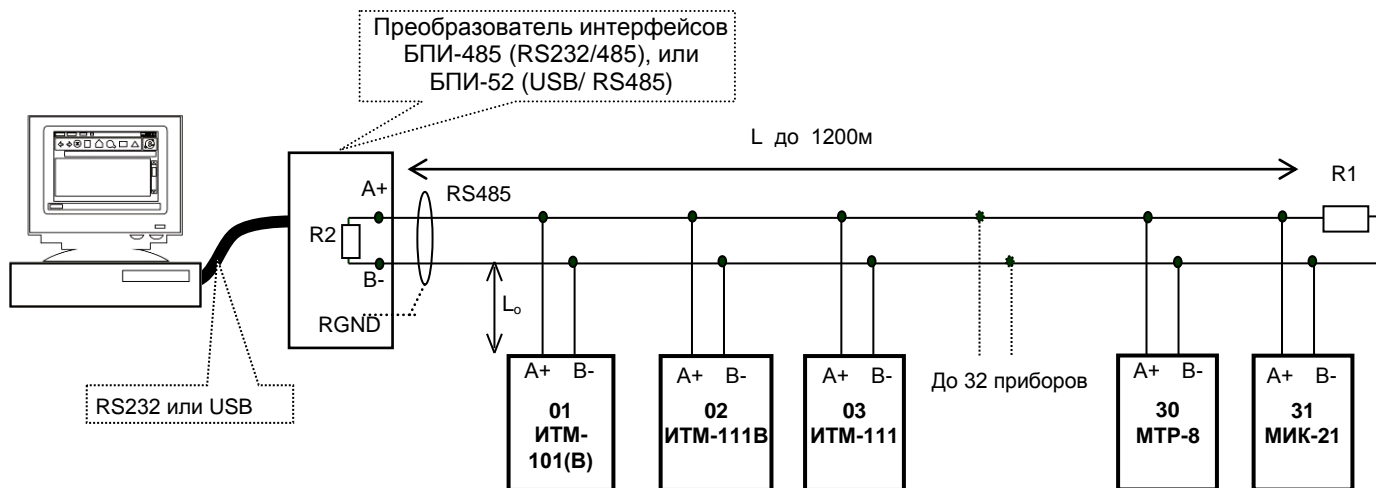 Преобразователь интерфейсов
БПИ-485 (RS232/485), или
БПИ-52 (USB/ RS485)
L до 1200м
R1
A+
RS485
R2
B-
RGND
Lo
RS232 или USB
A+ B-
01
ИТМ-
101(В)
A+ B-
02
ИТМ-111В
A+ B-
03
ИТМ-111
До 32 приборов
A+ B-
30
МТР-8
A+ B-
31
МИК-21